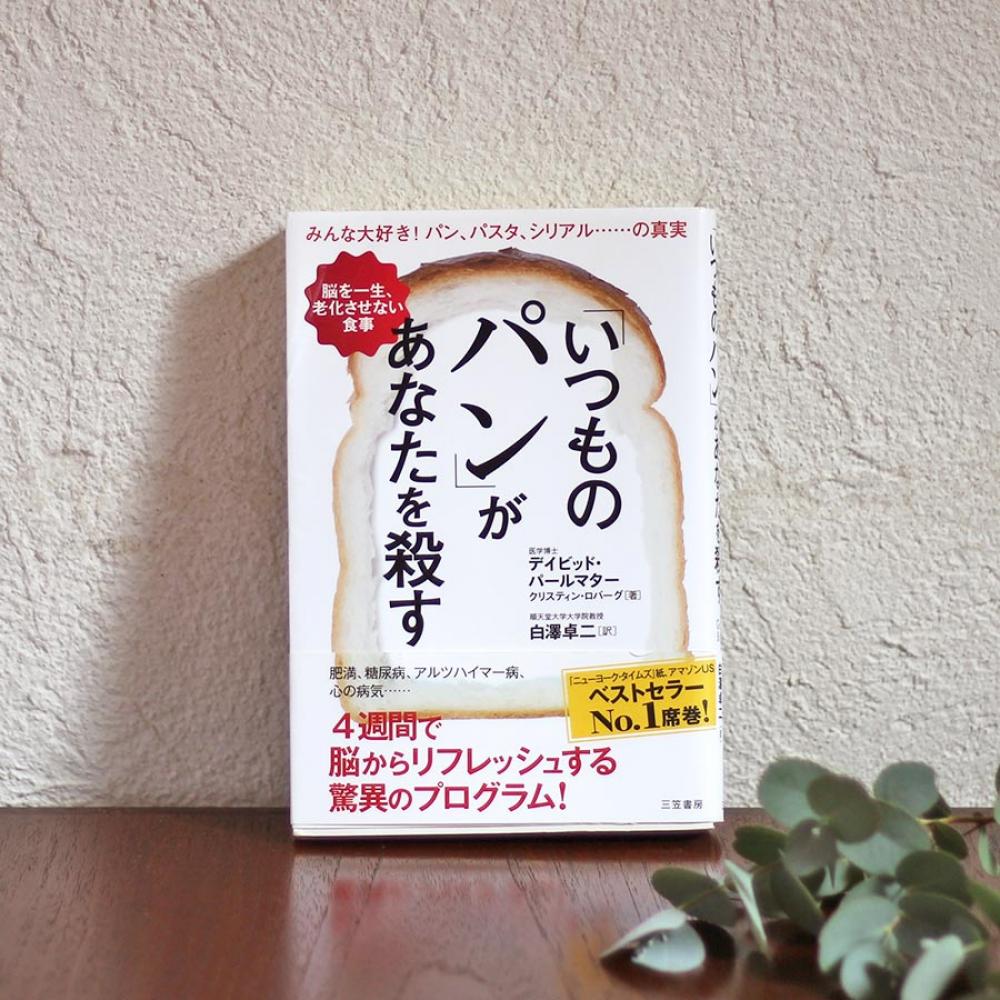 みんな大好き! パン、パスタ、シリアル……の真実
脳を一生、
老化させない
食事
「いつもの
パン」が
あなたを殺す
医学博士
デイビッド・
パールマター
クリスティン・ロバーグ［著］
順天堂大学大学院教授
白澤卓二［訳］
肥満、糖尿病、アルツハイマー病、
心の病気……
4週間で
脳からリフレッシュする
驚異のプログラム!
『ニューヨーク・タイムズ』紙、アマゾンUS
ベストセラー
No.1席巻!
三笠書房